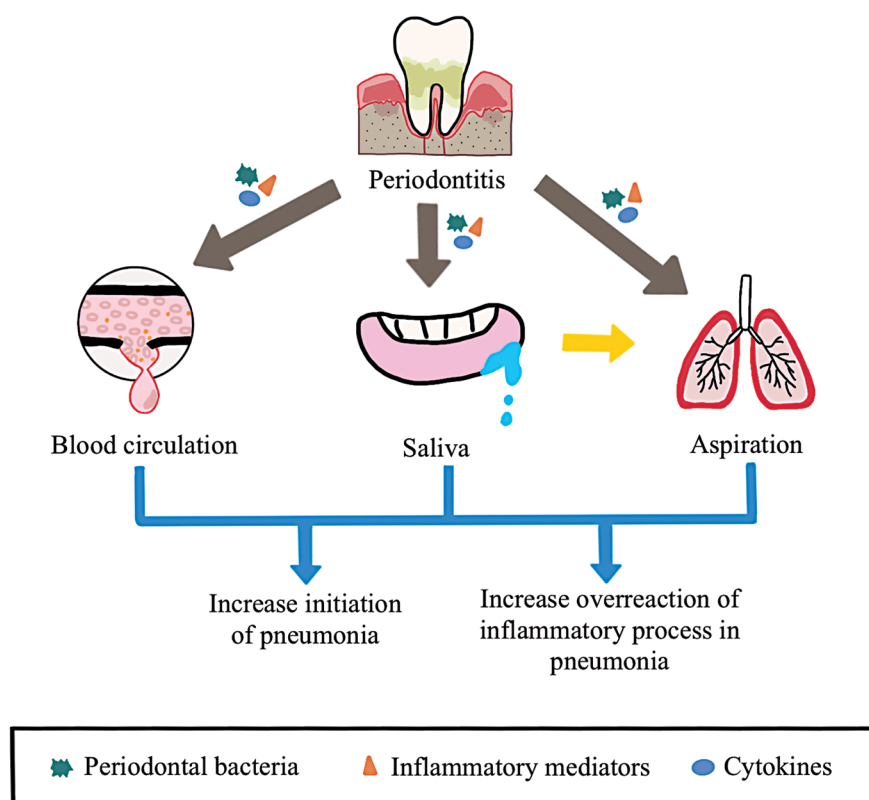 Periodontitis
Blood circulation
Saliva
Aspiration
Increase initiation
of pneumonia
Increase overreaction of
inflammatory process in
pneumonia
Periodontal bacteria
Inflammatory mediators
Cytokines